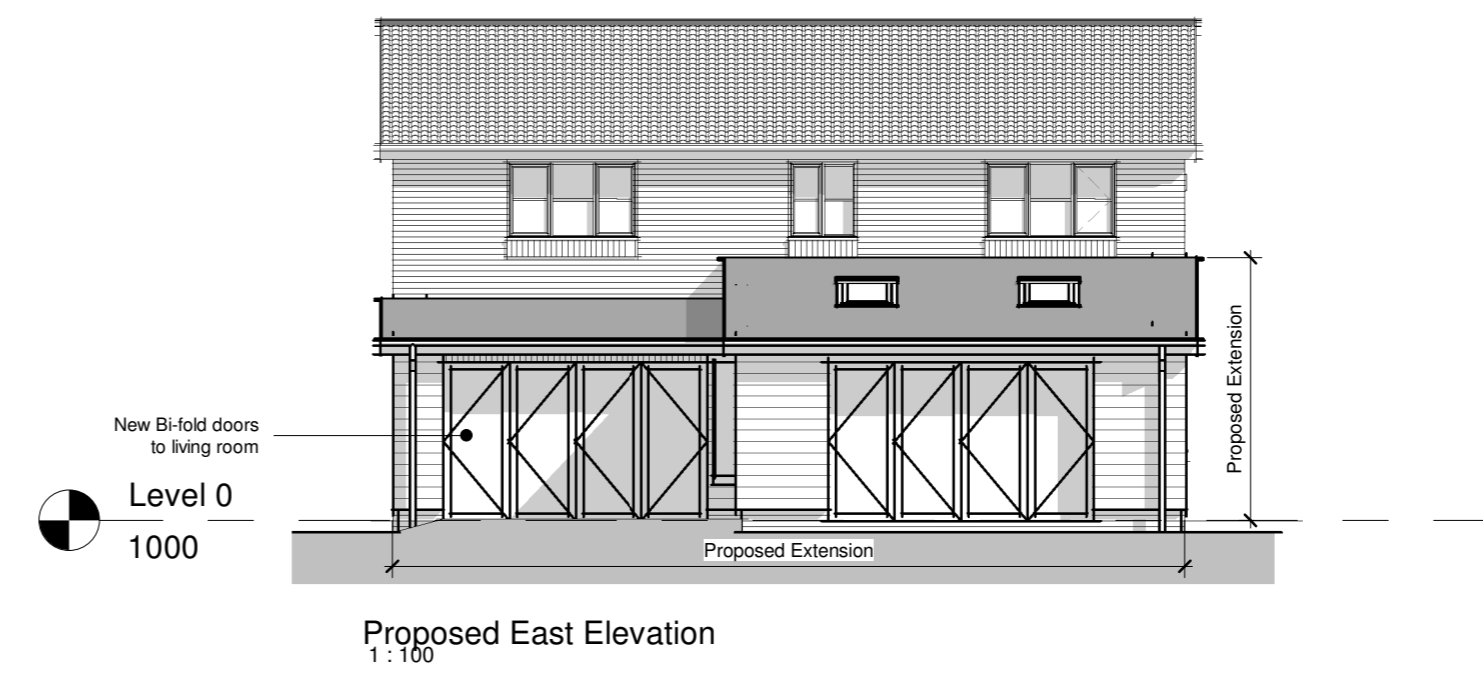 Proposed Extension
New Bi-fold doors
to living room
Level 0
1000
Proposed Extension
Proposed East Elevation
1 : 100